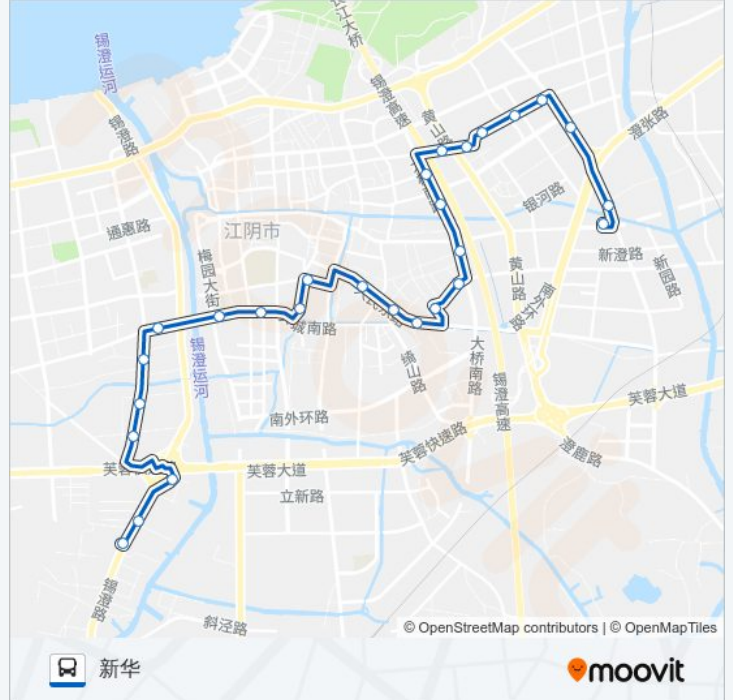 长江大桥
锡澄运河
锡澄高速
锡澄路
黄山路
澄张路
银河路
通惠路
江阴市
梅园大街
新澄路
新园路
黄山路
南外环路
城南路
锡澄运河
绮山路
大桥南路
锡澄高速
芙蓉大道
南外环路
芙蓉快速路
澄鹿路
芙蓉大道
立新路
锡澄路
斜泾路
© OpenStreetMap contributors | © OpenMapTiles
新华
moovit